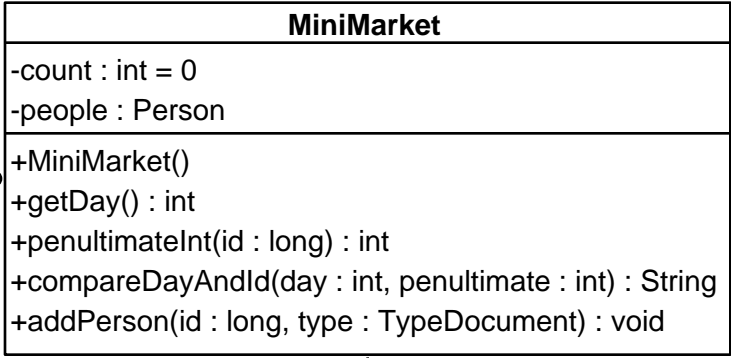 MiniMarket
-count : int = 0
-people : Person
+MiniMarket()
+getDay() : int
+penultimateInt(id : long) : int
+compareDayAndId(day : int, penultimate : int) : String
+addPerson(id : long, type : TypeDocument) : void